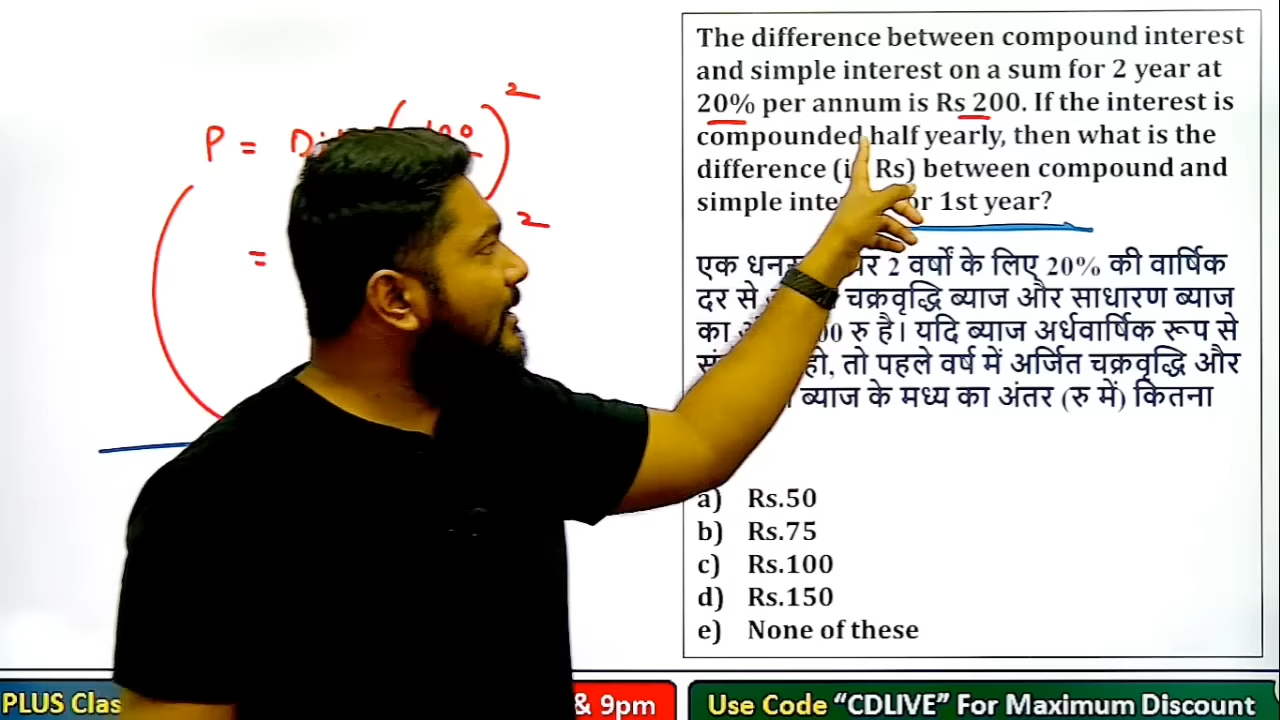 P = ( )2
= 2
The difference between compound interest
and simple interest on a sum for 2 year at
20% per annum is Rs 200. If the interest is
compounded half yearly, then what is the
difference Rs) between compound and
simple 1st year?
एक 2 वर्षों के लिए 20% की वार्षिक
दर से चक्रवृद्धि ब्याज और साधारण ब्याज
का रु है। यदि ब्याज अर्धवार्षिक रूप से
हो, तो पहले वर्ष में अर्जित चक्रवृद्धि और
ब्याज के मध्य का अंतर (रु में) कितना
a) Rs.50
b) Rs.75
c) Rs.100
d) Rs.150
e) None of these
PLUS & 9pm
Use Code “CDLIVE” For Maximum Discount